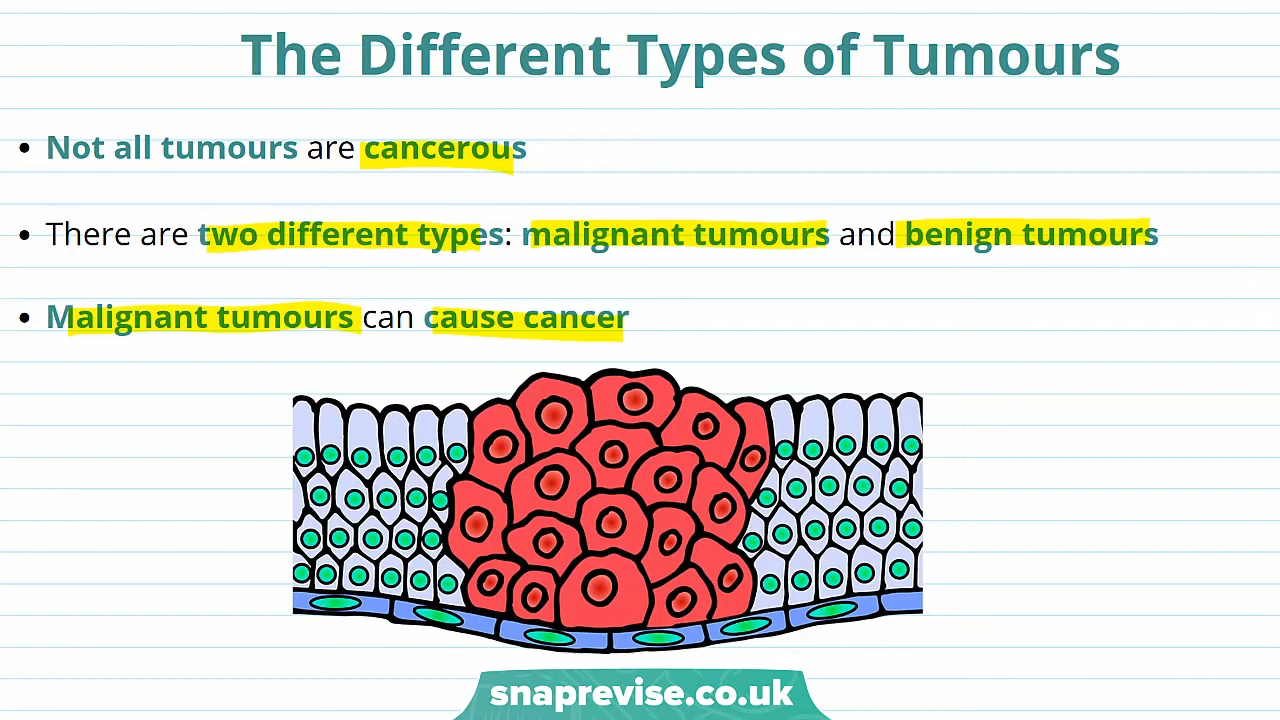 The Different Types of Tumours
• Not all tumours are cancerous
• There are two different types: malignant tumours and benign tumours
• Malignant tumours can cause cancer
snaprevise.co.uk